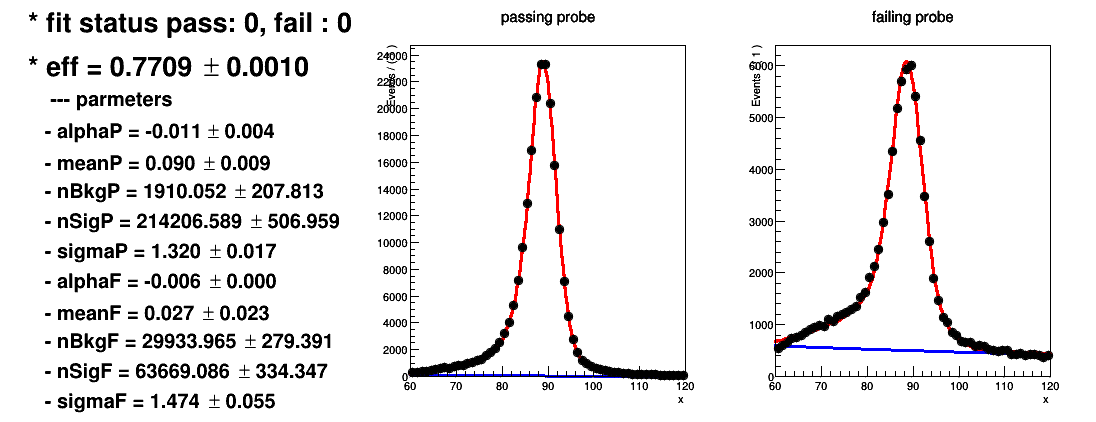 * fit status pass: 0, fail : 0
* eff = 0.7709 ± 0.0010
--- parmeters
- alphaP = -0.011 ± 0.004
- meanP = 0.090 ± 0.009
- nBkgP = 1910.052 ± 207.813
- nSigP = 214206.589 ± 506.959
- sigmaP = 1.320 ± 0.017
- alphaF = -0.006 ± 0.000
- meanF = 0.027 ± 0.023
- nBkgF = 29933.965 ± 279.391
- nSigF = 63669.086 ± 334.347
- sigmaF = 1.474 ± 0.055
passing probe
Events / (
24000
22000
20000
18000
16000
14000
12000
10000
8000
6000
4000
2000
0
60 70 80 90 100 110 120
x
failing probe
Events / ( 1 )
6000
5000
4000
3000
2000
1000
0
60 70 80 90 100 110 120
x